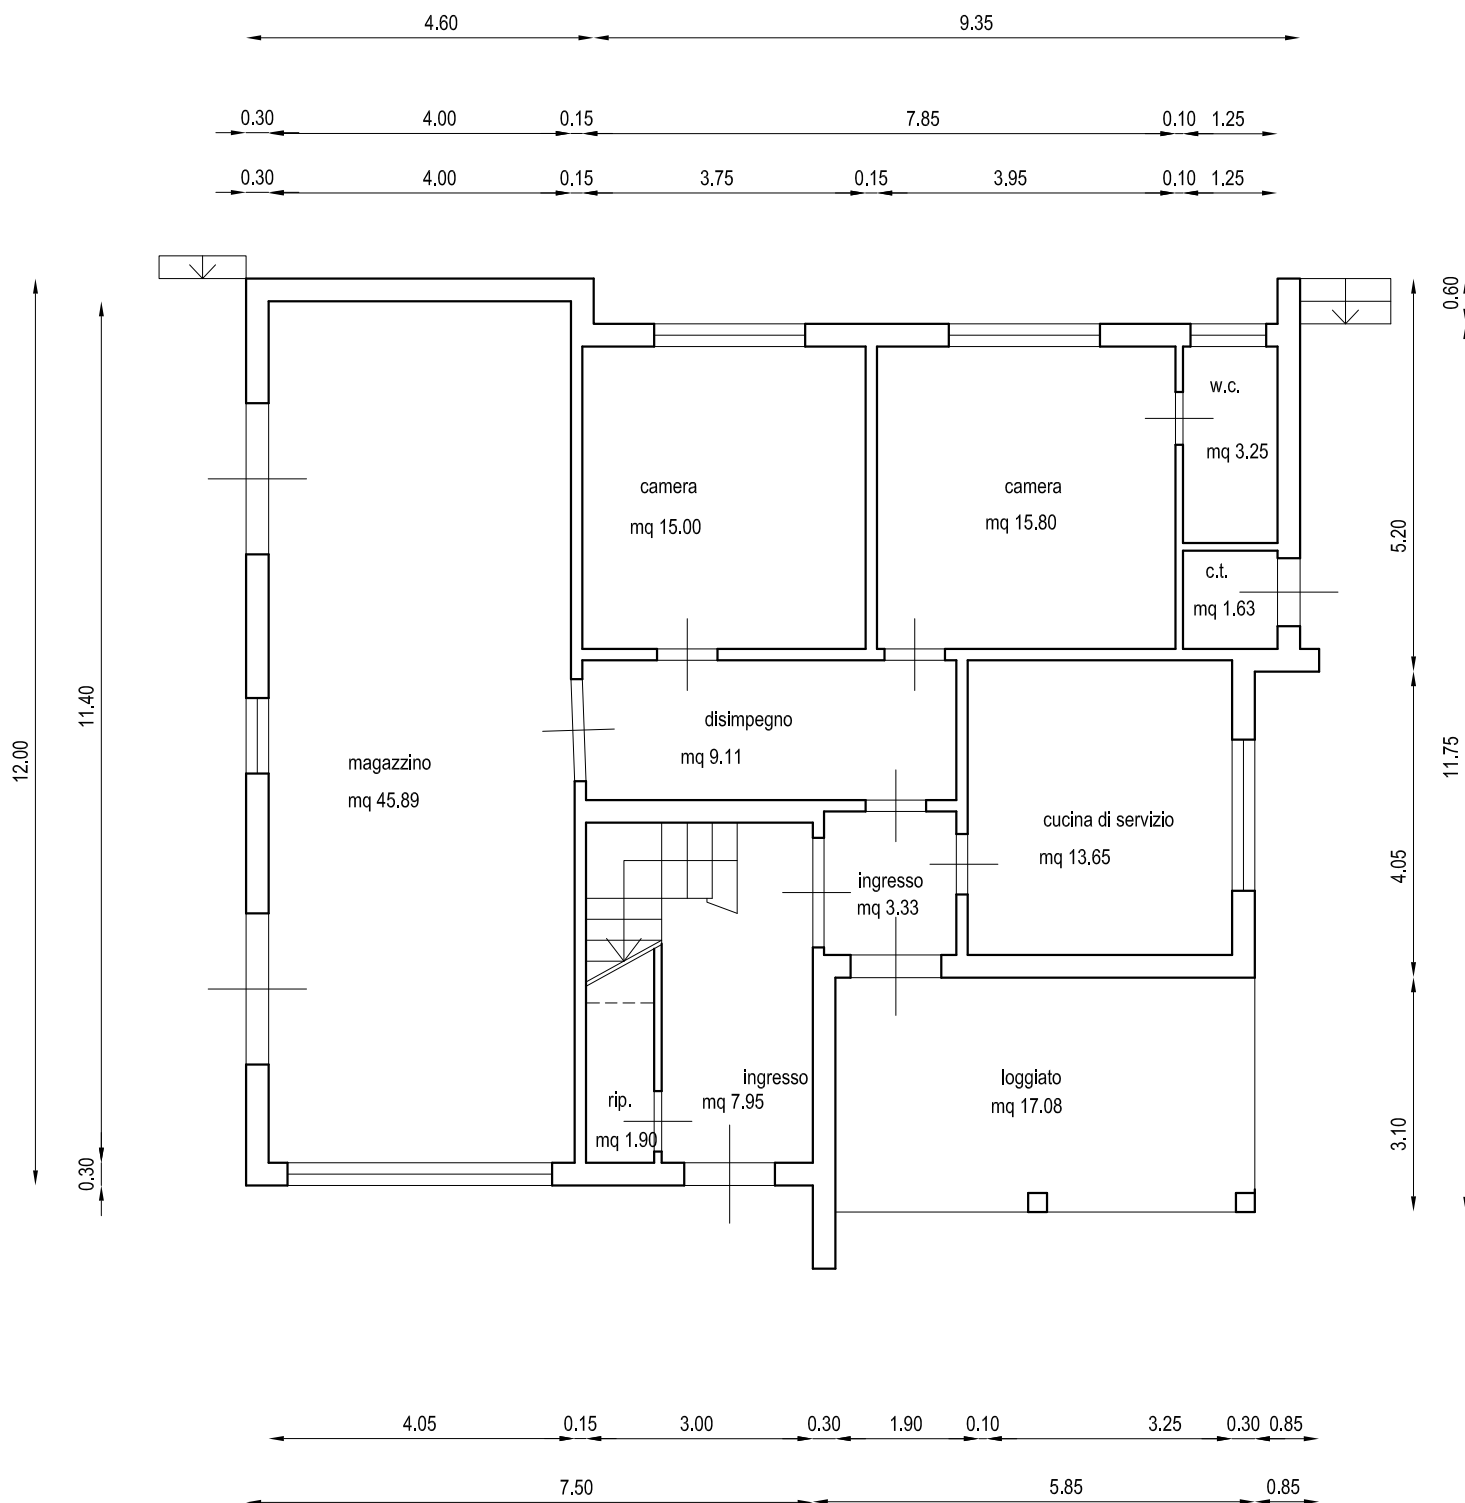 4.60 9.35
0.30 4.00 0.15 7.85 0.10 1.25
0.30 4.00 0.15 3.75 0.15 3.95 0.10 1.25
0.60
w.c.
mq 3.25
camera
mq 15.00
camera
mq 15.80
5.20
c.t.
mq 1.63
11.40
12.00
disimpegno
mq 9.11
magazzino
mq 45.89
11.75
cucina di servizio
mq 13.65
4.05
ingresso
mq 3.33
ingresso
mq 7.95
loggiato
mq 17.08
rip.
mq 1.90
3.10
0.30
4.05 0.15 3.00 0.30 1.90 0.10 3.25 0.30 0.85
7.50 5.85 0.85